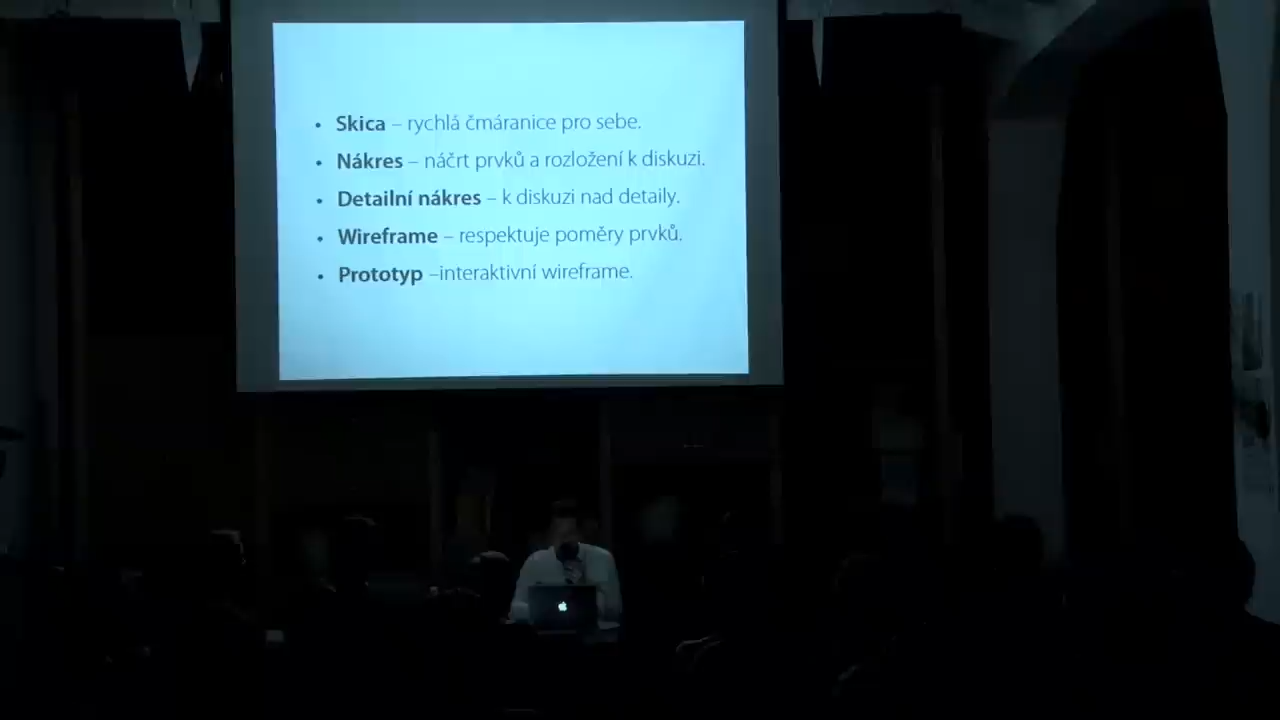 • Skica – rychlá čmáranice pro sebe.
• Nákres – náčrt prvků a rozložení k diskuzi.
• Detailní nákres – k diskuzi nad detaily.
• Wireframe – respektuje poměry prvků.
• Prototyp –interaktivní wireframe.